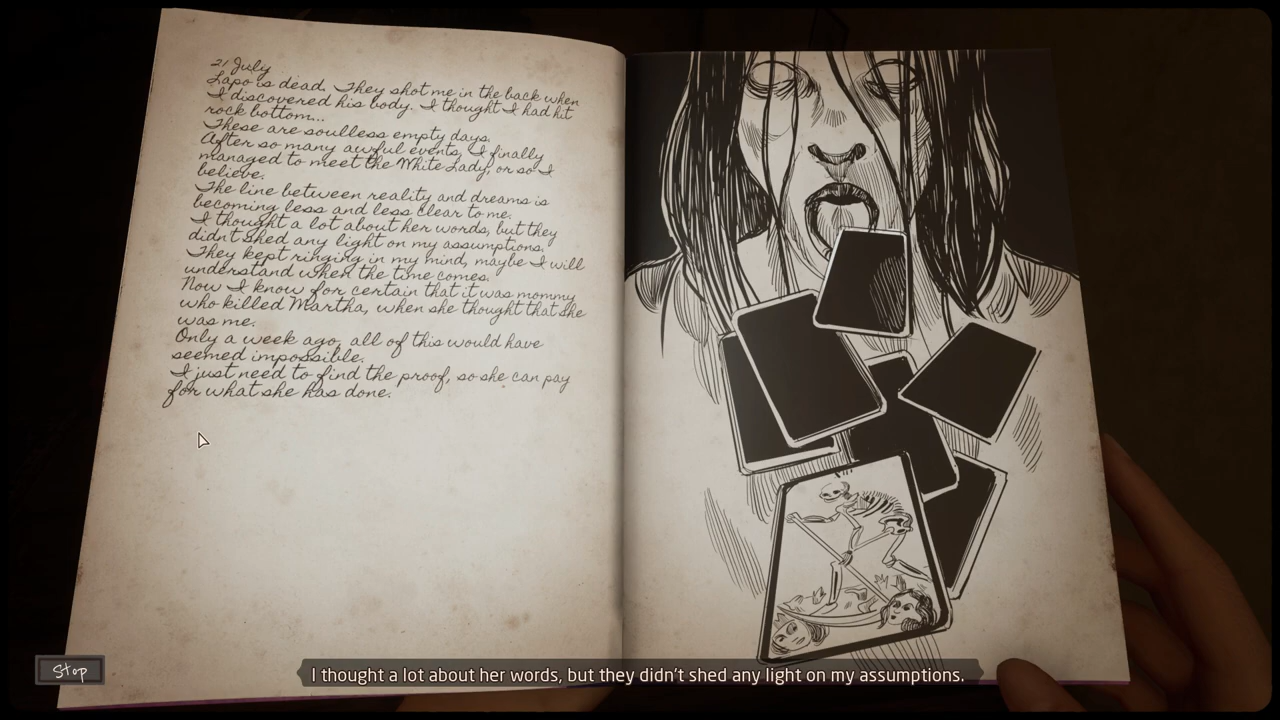 21 July
Lapo is dead. They shot me in the back when
I discovered his body. I thought I had hit
rock bottom...
These are soulless empty days.
After so many awful events, I finally
managed to meet the White Lady, or so I
believe.
The line between reality and dreams is
becoming less and less clear to me.
I thought a lot about her words, but they
didn't shed any light on my assumptions.
They kept ringing in my mind, maybe I will
understand when the time comes.
Now I know for certain that it was mommy
who killed Martha, when she thought that she
was me.
Only a week ago, all of this would have
seemed impossible.
I just need to find the proof, so she can pay
for what she has done.
Stop
I thought a lot about her words, but they didn't shed any light on my assumptions.